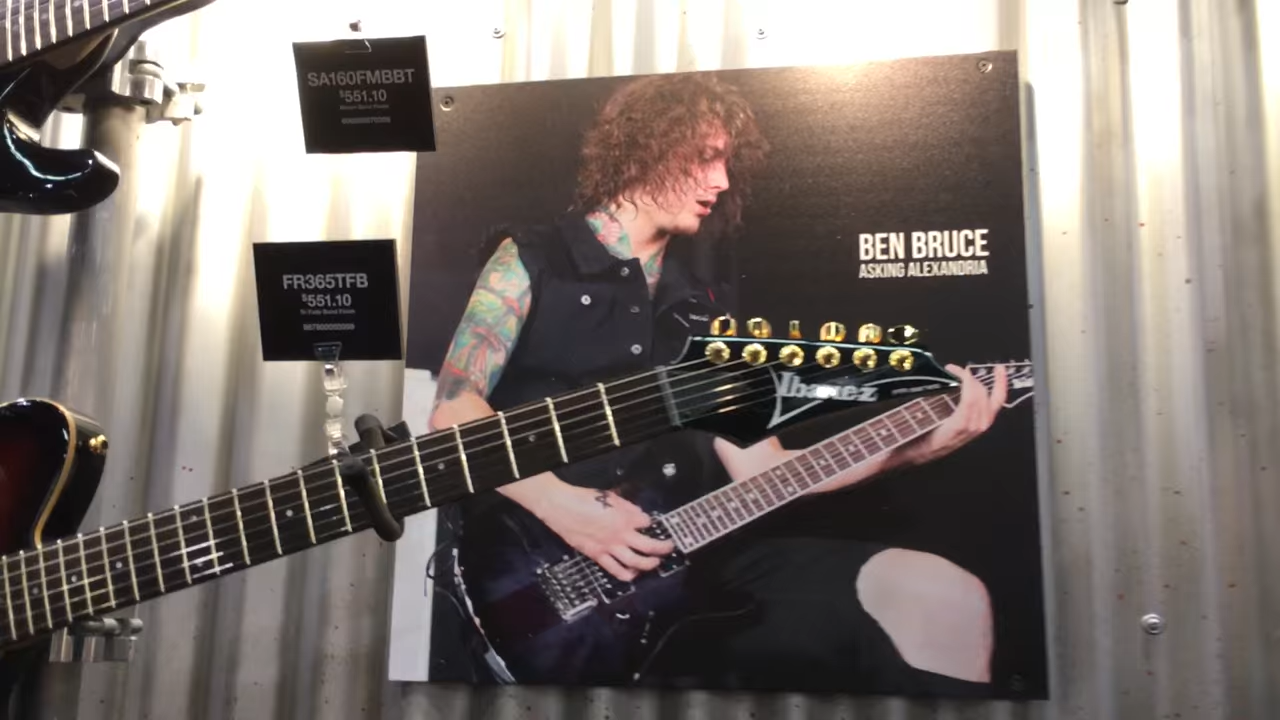 SA160FMBBT
$551.10
FR365TFB
$551.10
BEN BRUCE
ASKING ALEXANDRIA
Ibanez